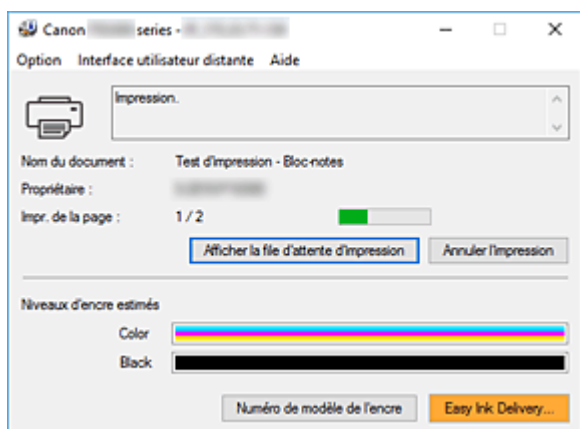 Canon series -
Option Interface utilisateur distante Aide
Impression.
Nom du document : Test d'impression - Bloc-notes
Propriétaire :
Impr. de la page : 1 / 2
Afficher la file d'attente d'impression Annuler l'impression
Niveaux d'encre estimés
Color
Black
Numéro de modèle de l'encre Easy Ink Delivery...